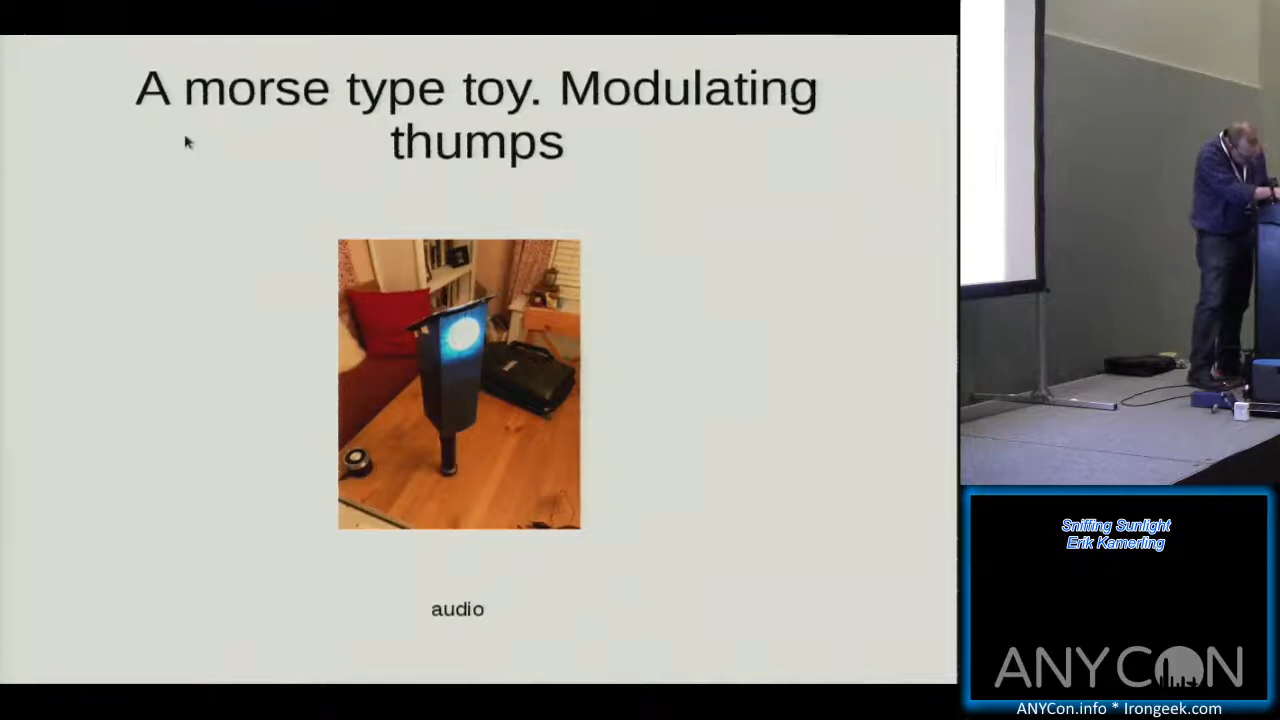 A morse type toy. Modulating
thumps
audio
Sniffing Sunlight
Erik Kamerling
ANYCON
ANYCon.info * Irongeek.com